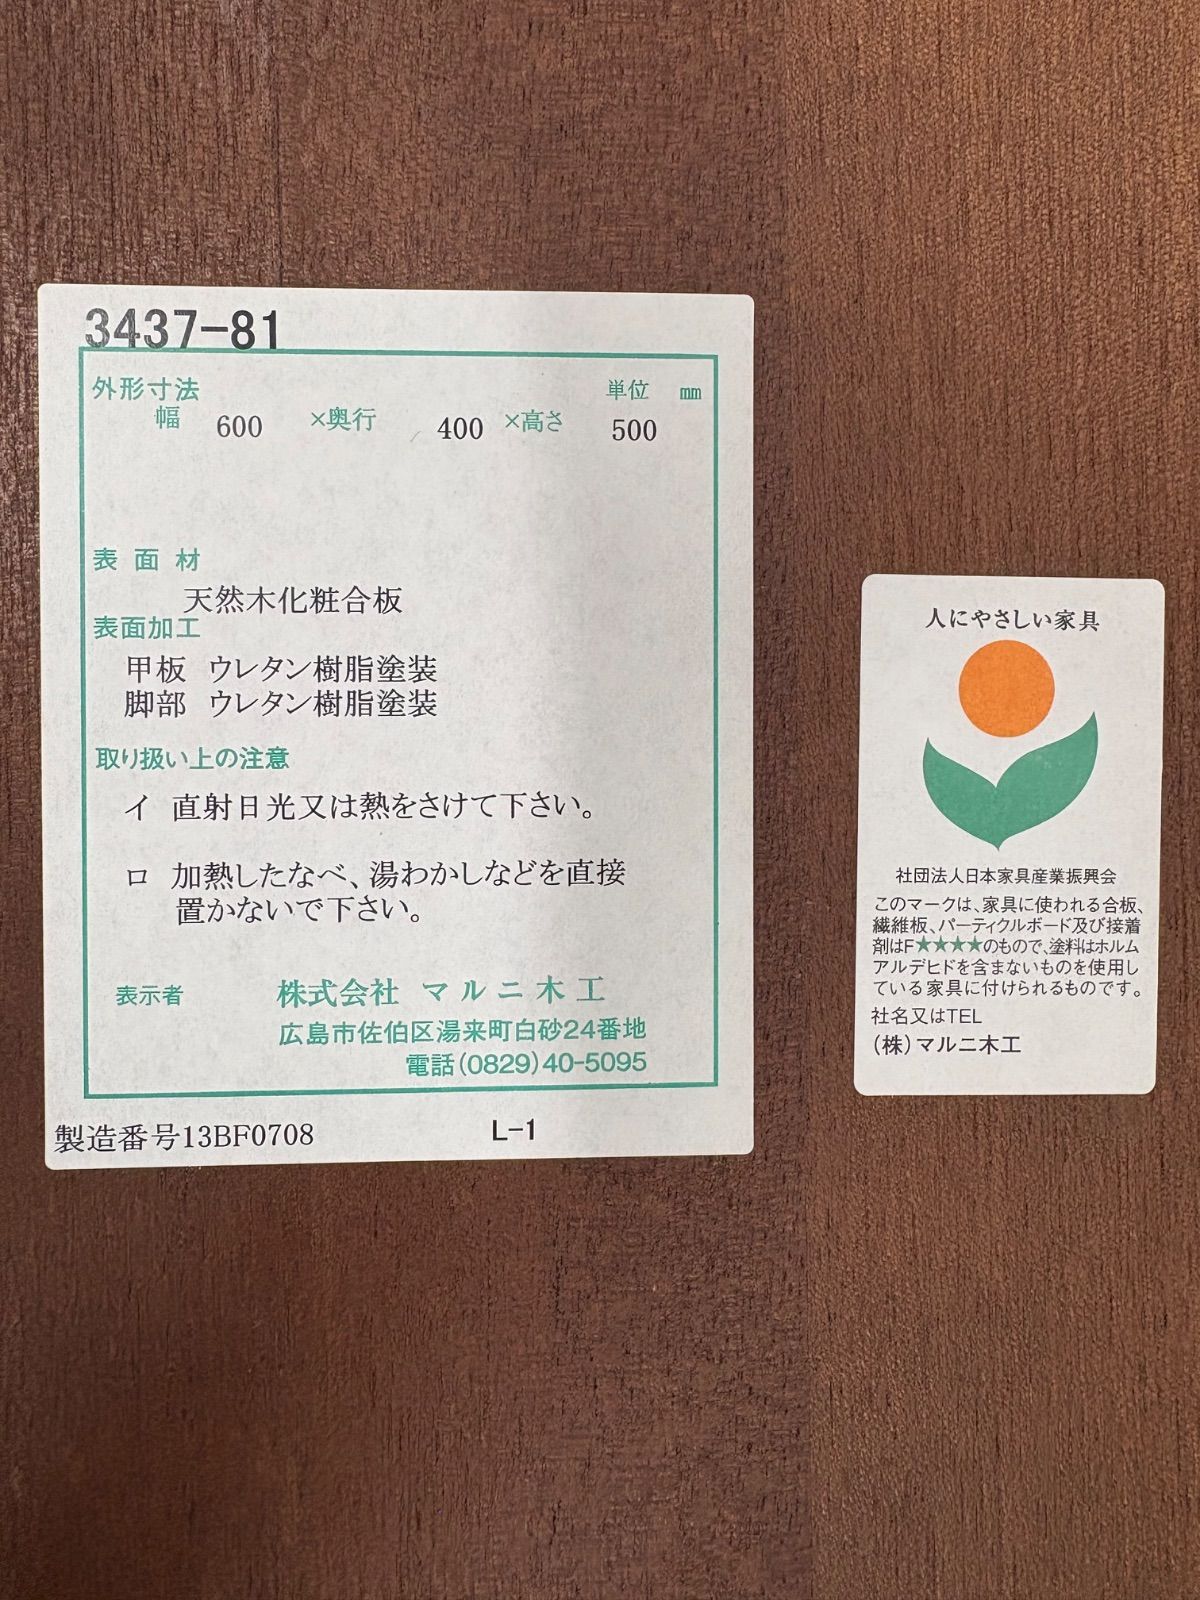 3437-81
外形寸法 単位 mm
幅 600 ×奥行 400 ×高さ 500
表面材
天然木化粧合板
表面加工
甲板 ウレタン樹脂塗装
脚部 ウレタン樹脂塗装
取り扱い上の注意
イ 直射日光又は熱をさけて下さい。
ロ 加熱したなべ、湯わかしなどを直接
置かないで下さい。
表示者 株式会社 マルニ木工
広島市佐伯区湯来町白砂24番地
電話(0829)40-5095
製造番号13BF0708 L-1
人にやさしい家具
社団法人日本家具産業振興会
このマークは、家具に使われる合板、
繊維板、パーティクルボード及び接着
剤はF★★★★のもので、塗料はホルム
アルデヒドを含まないものを使用し
ている家具に付けられるものです。
社名又はTEL
(株)マルニ木工